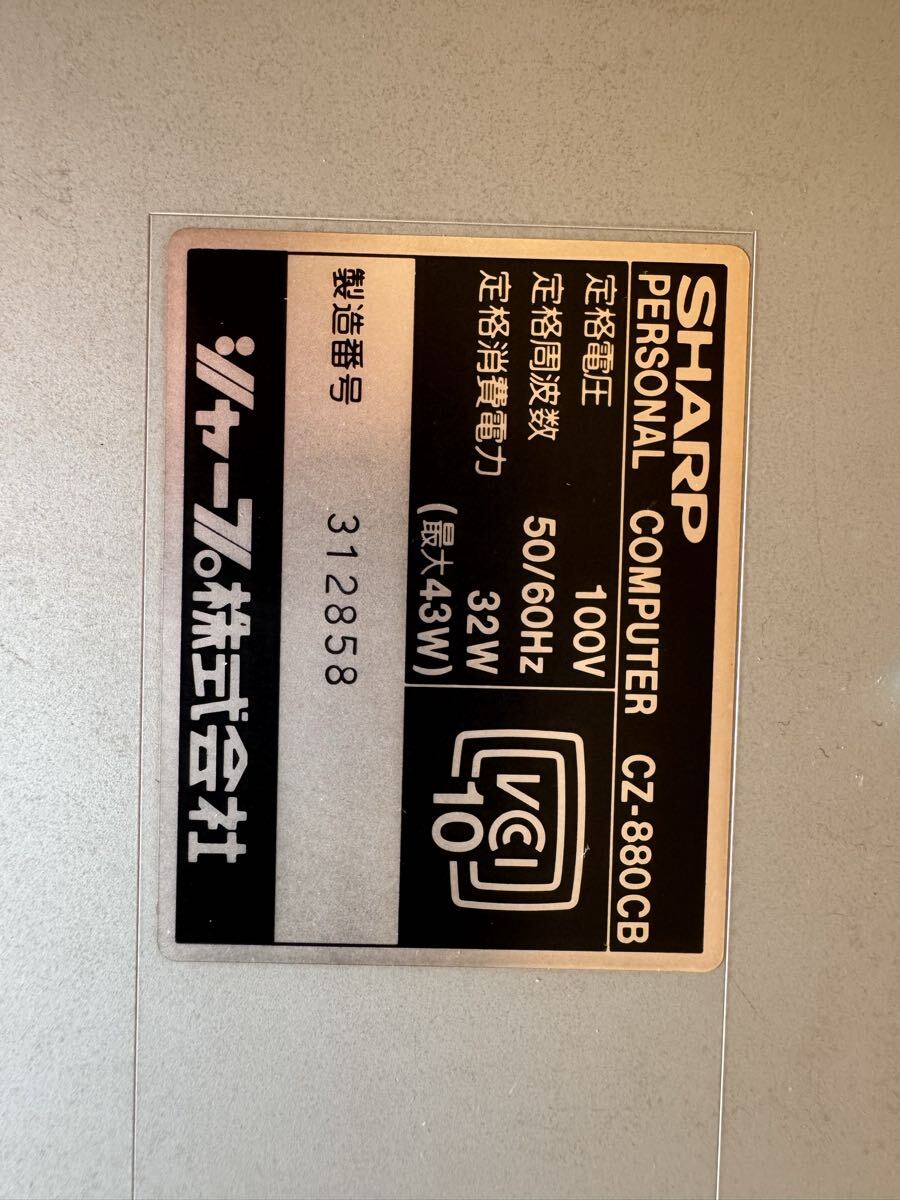 SHARP
PERSONAL COMPUTER CZ-880CB
定格電圧 100V
定格周波数 50/60Hz
定格消費電力 32W
(最大43W)
VCCI
10
製造番号 312858
シャープ株式会社